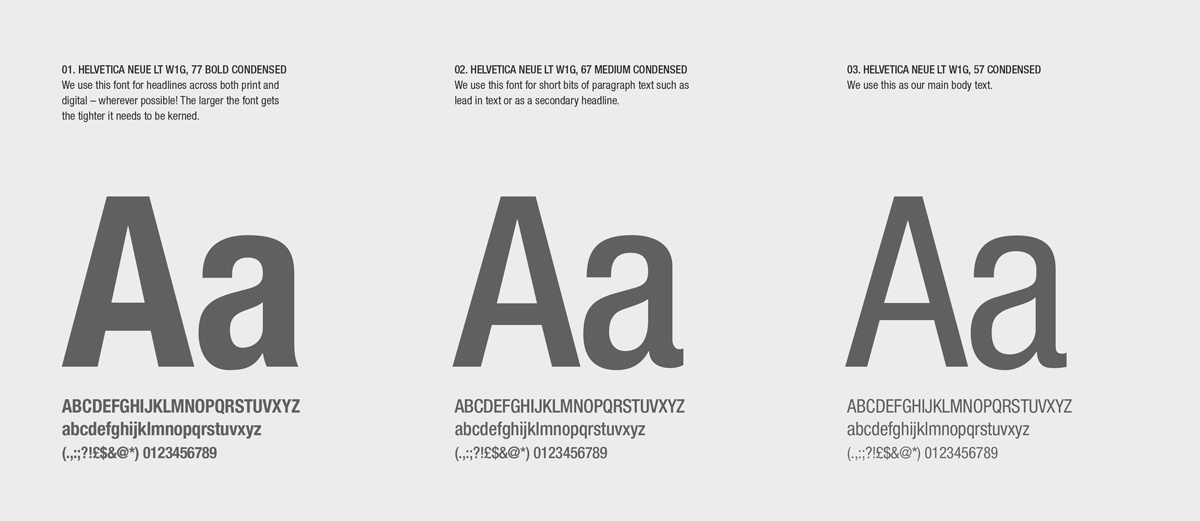 01. HELVETICA NEUE LT W1G, 77 BOLD CONDENSED
We use this font for headlines across both print and
digital – wherever possible! The larger the font gets
the tighter it needs to be kerned.
Aa
ABCDEFGHIJKLMNOPQRSTUVXYZ
abcdefghijklmnopqrstuvxyz
(.,:;?!£$&@*) 0123456789
02. HELVETICA NEUE LT W1G, 67 MEDIUM CONDENSED
We use this font for short bits of paragraph text such as
lead in text or as a secondary headline.
Aa
ABCDEFGHIJKLMNOPQRSTUVXYZ
abcdefghijklmnopqrstuvxyz
(.,:;?!£$&@*) 0123456789
03. HELVETICA NEUE LT W1G, 57 CONDENSED
We use this as our main body text.
Aa
ABCDEFGHIJKLMNOPQRSTUVXYZ
abcdefghijklmnopqrstuvxyz
(.,:;?!£$&@*) 0123456789